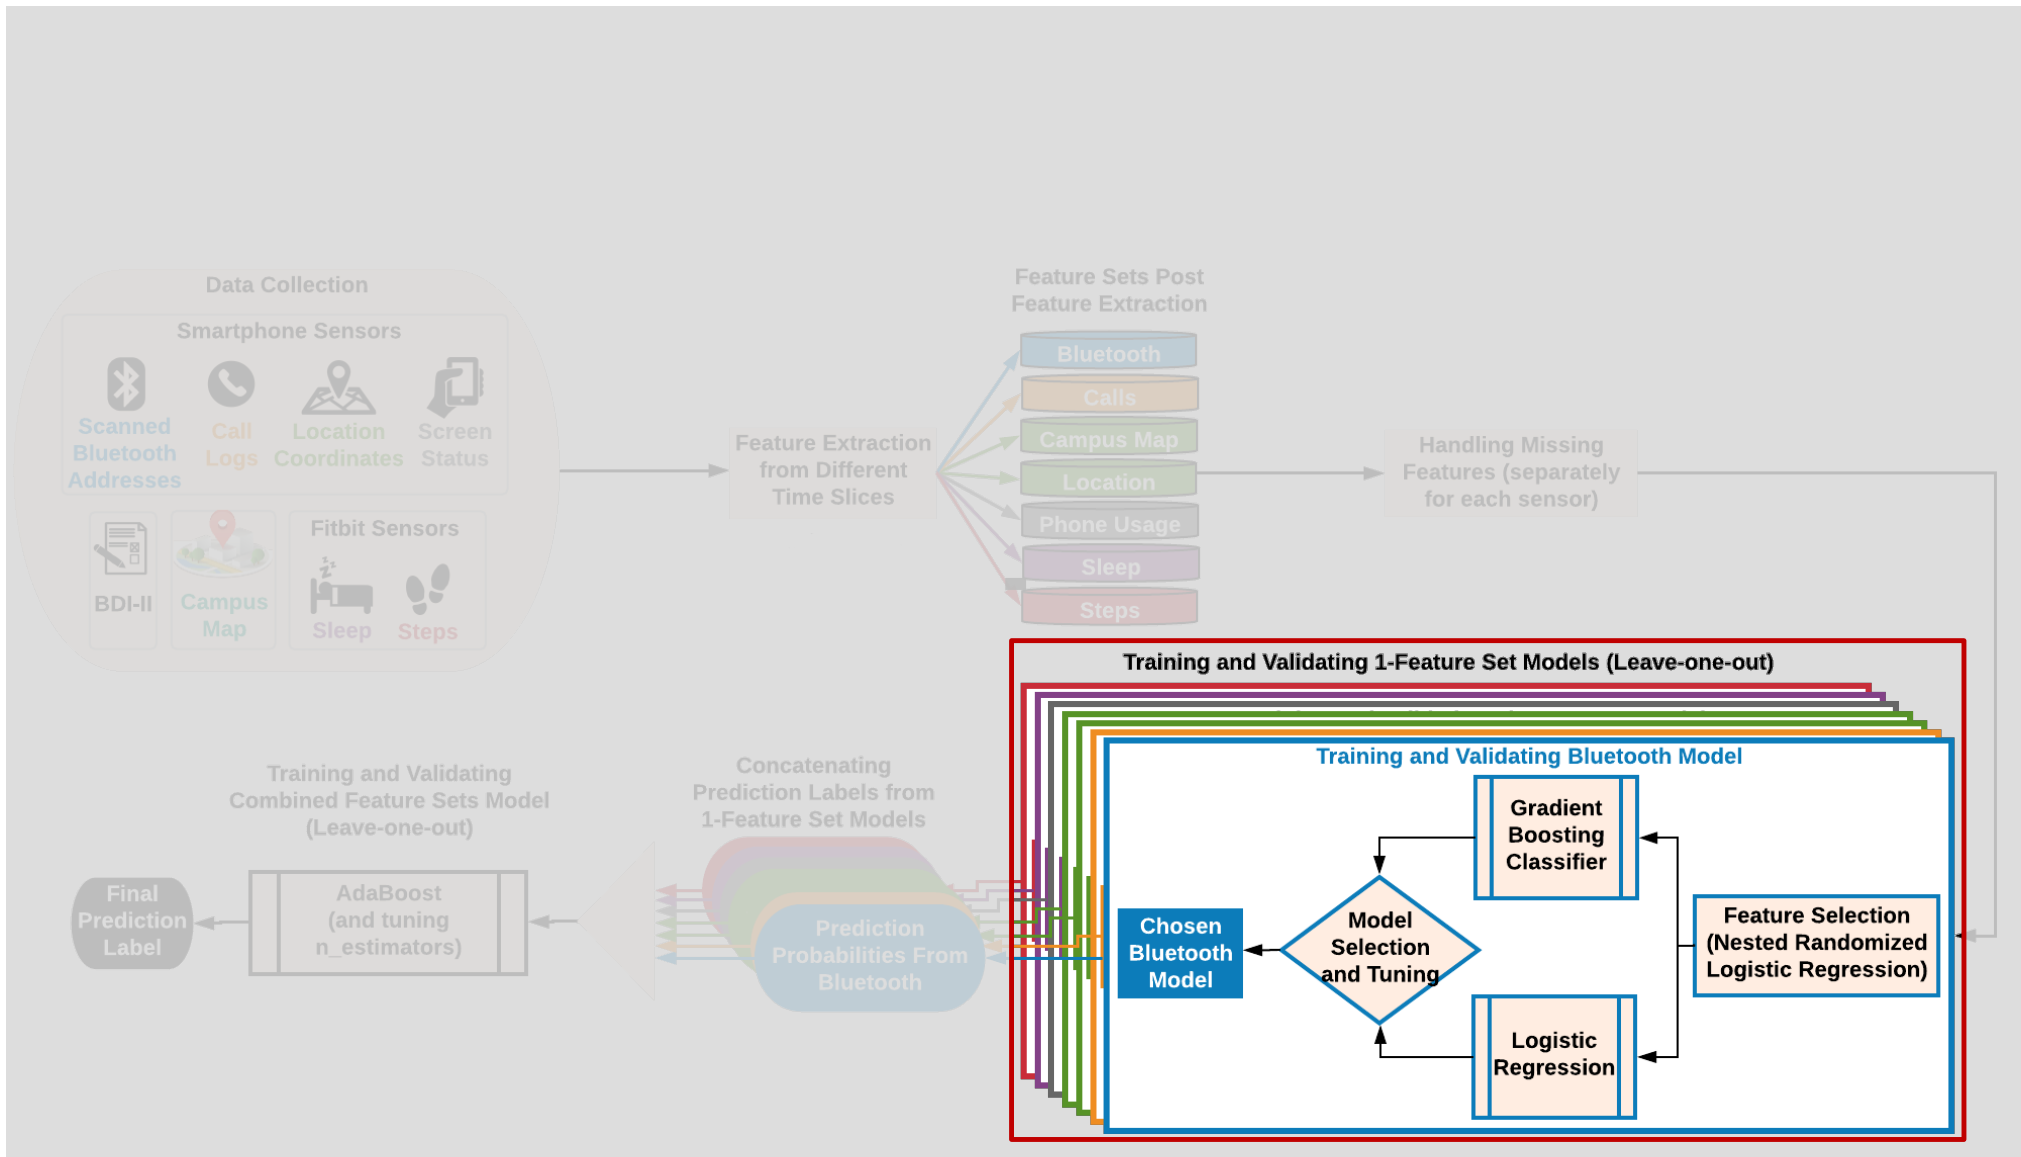 Data Collection
Smartphone Sensors
Scanned
Bluetooth
Addresses
Call
Logs
Location
Coordinates
Screen
Status
BDI-II
Campus
Map
Fitbit Sensors
Sleep
Steps
Feature Extraction
from Different
Time Slices
Feature Sets Post
Feature Extraction
Bluetooth
Calls
Campus Map
Location
Phone Usage
Sleep
Steps
Handling Missing
Features (separately
for each sensor)
Training and Validating 1-Feature Set Models (Leave-one-out)
Training and Validating Bluetooth Model
Feature Selection
(Nested Randomized
Logistic Regression)
Gradient
Boosting
Classifier
Logistic
Regression
Model
Selection
and Tuning
Chosen
Bluetooth
Model
Concatenating
Prediction Labels from
1-Feature Set Models
Prediction
Probabilities From
Bluetooth
Training and Validating
Combined Feature Sets Model
(Leave-one-out)
AdaBoost
(and tuning
n_estimators)
Final
Prediction
Label